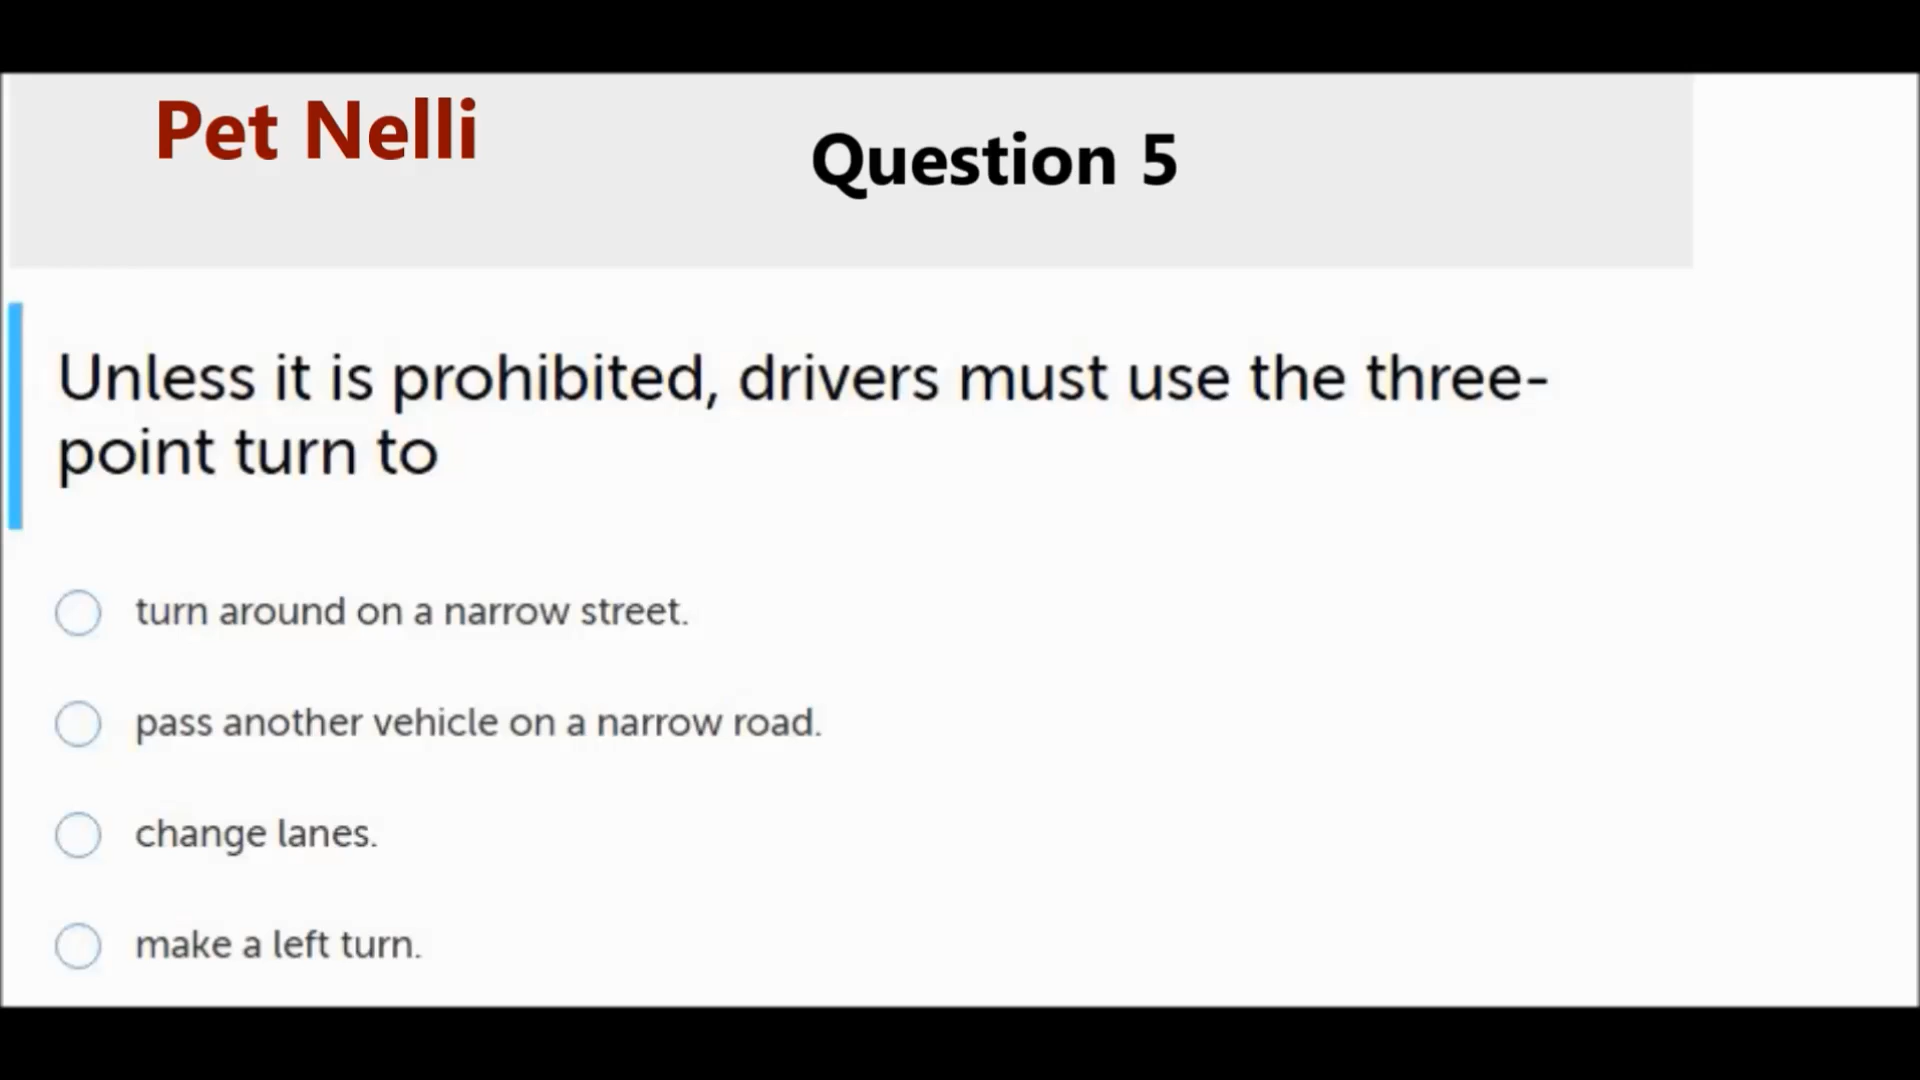 Pet Nelli
Question 5
Unless it is prohibited, drivers must use the three-
point turn to
turn around on a narrow street.
pass another vehicle on a narrow road.
change lanes.
make a left turn.